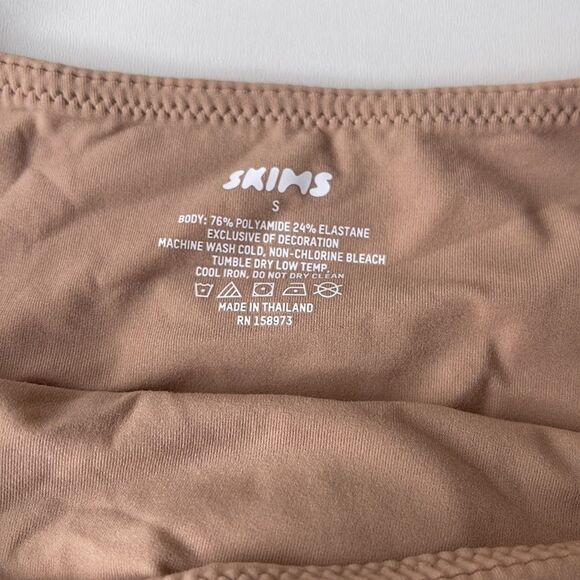 SKIMS
S
BODY: 76% POLYAMIDE 24% ELASTANE
EXCLUSIVE OF DECORATION
MACHINE WASH COLD, NON-CHLORINE BLEACH
TUMBLE DRY LOW TEMP.
COOL IRON, DO NOT DRY CLEAN
MADE IN THAILAND
RN 158973